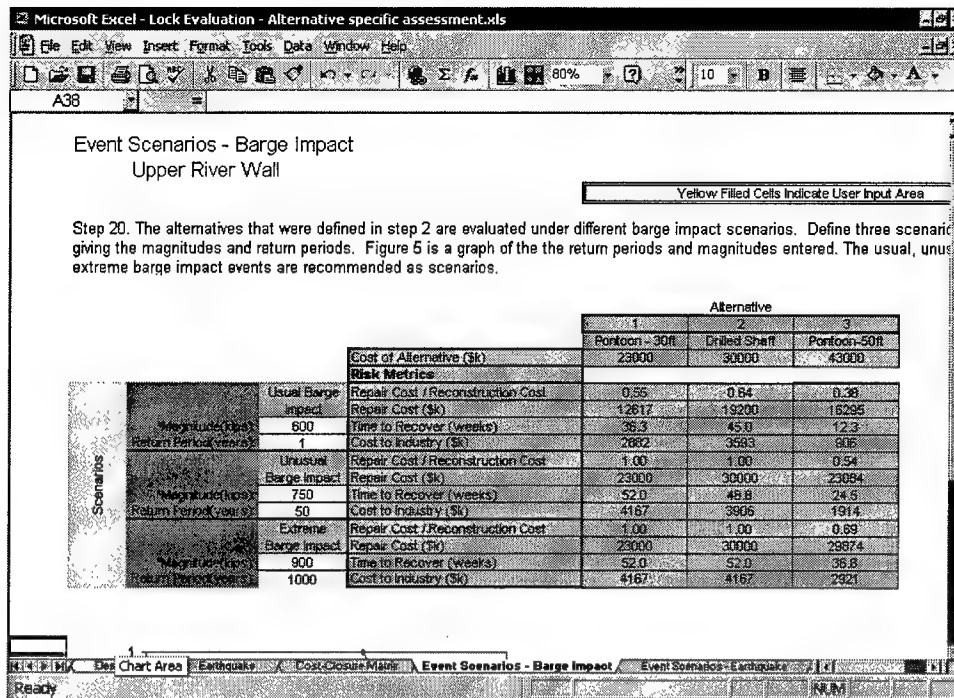 Microsoft Excel - Lock Evaluation - Alternative specific assessment.xls
File Edit View Insert Format Tools Data Window Help
80% 10 B A
A38 =
Event Scenarios - Barge Impact
Upper River Wall
Yellow Filled Cells Indicate User Input Area
Step 20. The alternatives that were defined in step 2 are evaluated under different barge impact scenarios. Define three scenaric
giving the magnitudes and return periods. Figure 5 is a graph of the the return periods and magnitudes entered. The usual, unus
extreme barge impact events are recommended as scenarios.
Alternative
1 2 3
Pontoon - 30ft Drilled Shaft Pontoon-50ft
Cost of Alternative ($k) 23000 30000 43000
Risk Metrics
Scenarios
Usual Barge Repair Cost / Reconstruction Cost 0.55 0.64 0.38
Impact Repair Cost ($k) 12617 19200 16295
Magnitude(kips) 600 Time to Recover (weeks) 36.3 45.0 12.3
Return Period(years) 1 Cost to Industry ($k) 2882 3593 906
Unusual Repair Cost / Reconstruction Cost 1.00 1.00 0.54
Barge Impact Repair Cost ($k) 23000 30000
Magnitude(kips) 750 Time to Recover (weeks) 52.0 48.8 24.5
Return Period(years) 50 Cost to Industry ($k) 4167 3906 1914
Extreme Repair Cost / Reconstruction Cost 1.00 1.00 0.69
Barge Impact Repair Cost ($k) 23000 30000
Magnitude(kips) 900 Time to Recover (weeks) 52.0 52.0 36.8
Return Period(years) 1000 Cost to Industry ($k) 4167 4167 2921
1
Des Chart Area Earthquake Cost-Closure Matrix Event Scenarios - Barge Impact Event Scenarios - Earthquake
Ready NUM